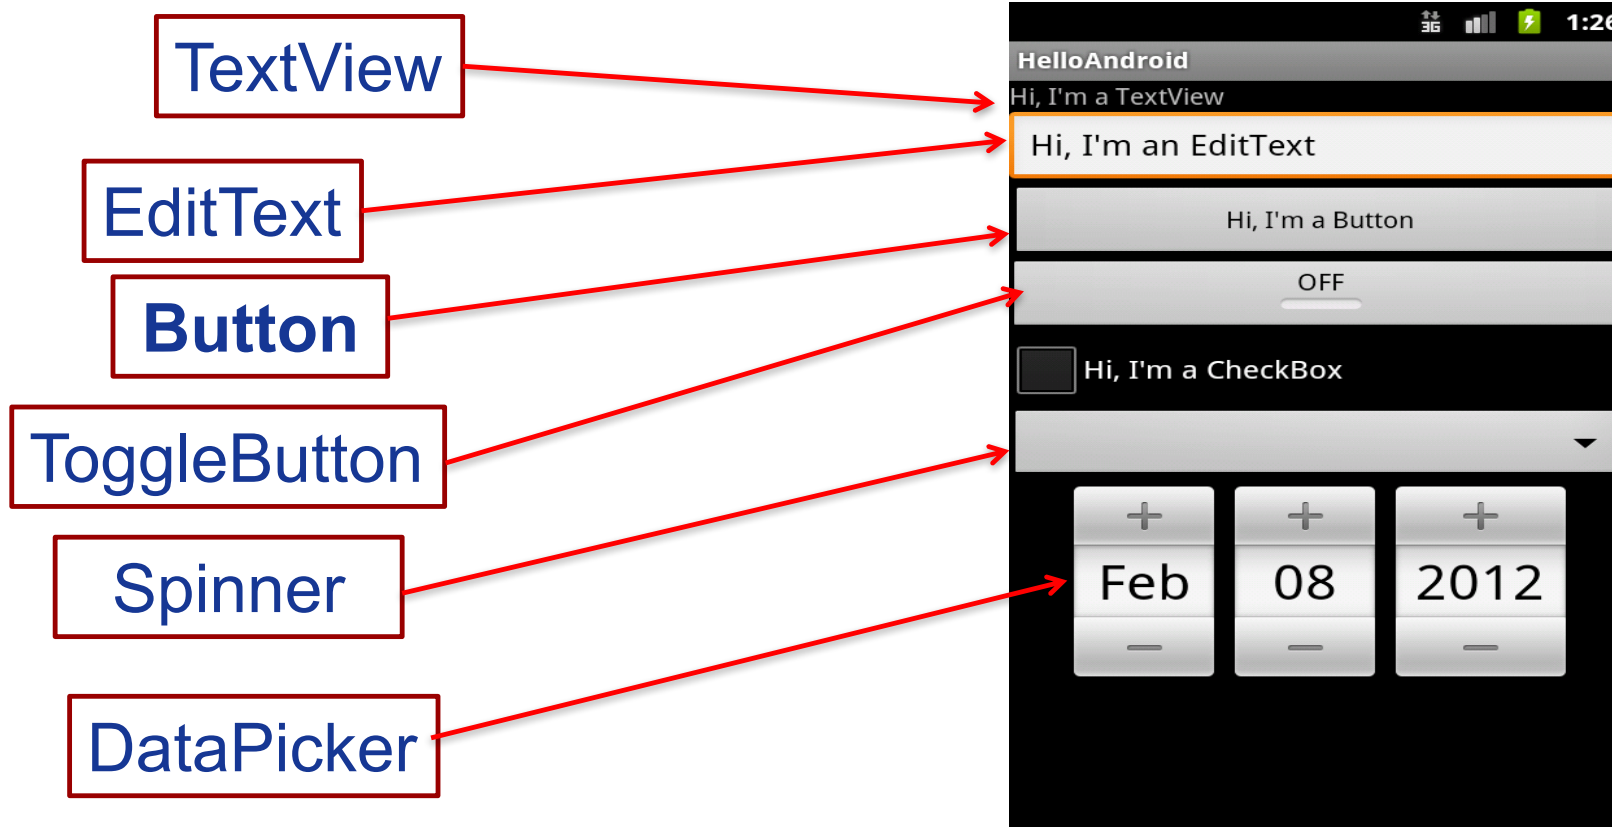 TextView
EditText
Button
ToggleButton
Spinner
DataPicker
3G
1:26
HelloAndroid
Hi, I'm a TextView
Hi, I'm an EditText
Hi, I'm a Button
OFF
Hi, I'm a CheckBox
+ + +
Feb 08 2012
— — —